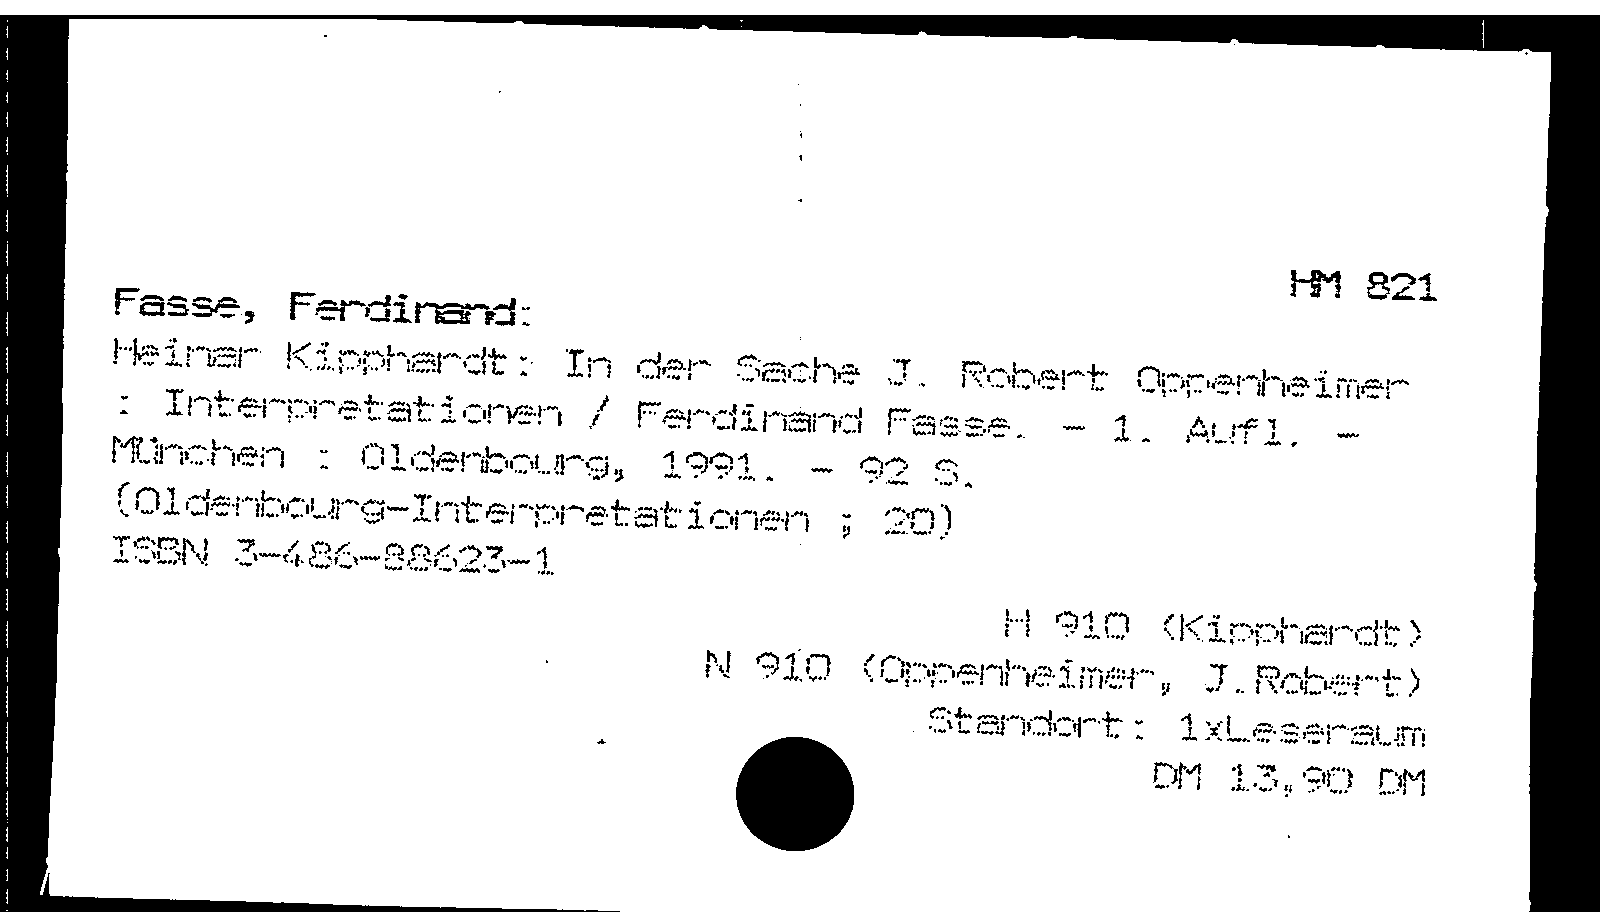 HM 821
Fasse, Ferdinand:
Heinar Kipphardt: In der Sache J. Robert Oppenheimer
: Interpretationen / Ferdinand Fasse. - 1. Aufl. -
München : Oldenbourg, 1991. - 92 S.
(Oldenbourg-Interpretationen ; 20)
ISBN 3-486-88623-1
H 910 (Kipphardt)
N 910 (Oppenheimer, J.Robert)
Standort: 1xLeseraum
DM 13,90 DM